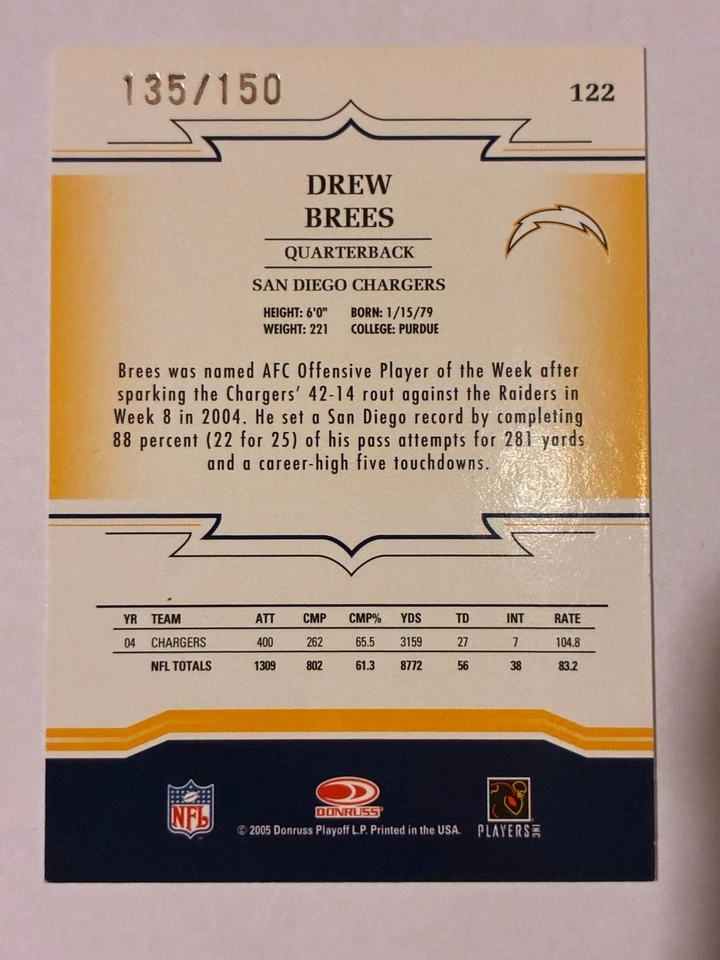 135/150
122
DREW
BREES
QUARTERBACK
SAN DIEGO CHARGERS
HEIGHT: 6'0" BORN: 1/15/79
WEIGHT: 221 COLLEGE: PURDUE
Brees was named AFC Offensive Player of the Week after
sparking the Chargers' 42-14 rout against the Raiders in
Week 8 in 2004. He set a San Diego record by completing
88 percent (22 for 25) of his pass attempts for 281 yards
and a career-high five touchdowns.
YR TEAM ATT CMP CMP% YDS TD INT RATE
04 CHARGERS 400 262 65.5 3159 27 7 104.8
NFL TOTALS 1309 802 61.3 8772 56 38 83.2
NFL
DONRUSS
© 2005 Donruss Playoff L.P. Printed in the USA.
PLAYERS INC